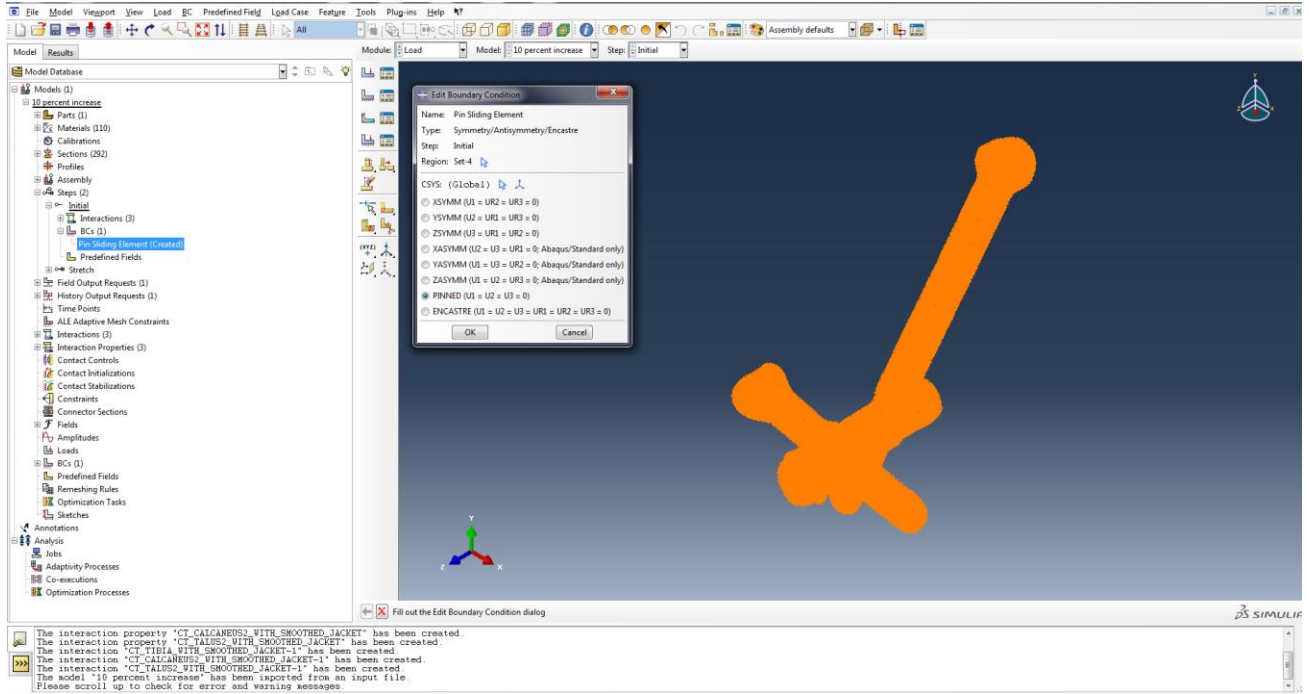 File Model Viewport View Load BC Predefined Field Load Case Feature Tools Plug-ins Help
All
Assembly defaults
Model Results
Module: Load Model: 10 percent increase Step: Initial
Model Database
Models (1)
10 percent increase
Parts (1)
Materials (110)
Calibrations
Sections (292)
Profiles
Assembly
Steps (2)
Initial
Interactions (3)
BCs (1)
Pin Sliding Element (Created)
Predefined Fields
Stretch
Field Output Requests (1)
History Output Requests (1)
Time Points
ALE Adaptive Mesh Constraints
Interactions (3)
Interaction Properties (3)
Contact Controls
Contact Initializations
Contact Stabilizations
Constraints
Connector Sections
Fields
Amplitudes
Loads
BCs (1)
Predefined Fields
Remeshing Rules
Optimization Tasks
Sketches
Annotations
Analysis
Jobs
Adaptivity Processes
Co-executions
Optimization Processes
Edit Boundary Condition
Name: Pin Sliding Element
Type: Symmetry/Antisymmetry/Encastre
Step: Initial
Region: Set-4
CSYS: (Global)
XSYMM (U1 = UR2 = UR3 = 0)
YSYMM (U2 = UR1 = UR3 = 0)
ZSYMM (U3 = UR1 = UR2 = 0)
XASYMM (U2 = U3 = UR1 = 0; Abaqus/Standard only)
YASYMM (U1 = U3 = UR2 = 0; Abaqus/Standard only)
ZASYMM (U1 = U2 = UR3 = 0; Abaqus/Standard only)
PINNED (U1 = U2 = U3 = 0)
ENCASTRE (U1 = U2 = U3 = UR1 = UR2 = UR3 = 0)
OK Cancel
(XYZ)
Y
Z X
Fill out the Edit Boundary Condition dialog
SIMULIA
The interaction property "CT_CALCANEUS2_WITH_SMOOTHED_JACKET" has been created.
The interaction property "CT_TALUS2_WITH_SMOOTHED_JACKET" has been created.
The interaction "CT_TIBIA_WITH_SMOOTHED_JACKET-1" has been created.
The interaction "CT_CALCANEUS2_WITH_SMOOTHED_JACKET-1" has been created.
The interaction "CT_TALUS2_WITH_SMOOTHED_JACKET-1" has been created.
The model "10 percent increase" has been imported from an input file.
Please scroll up to check for error and warning messages.